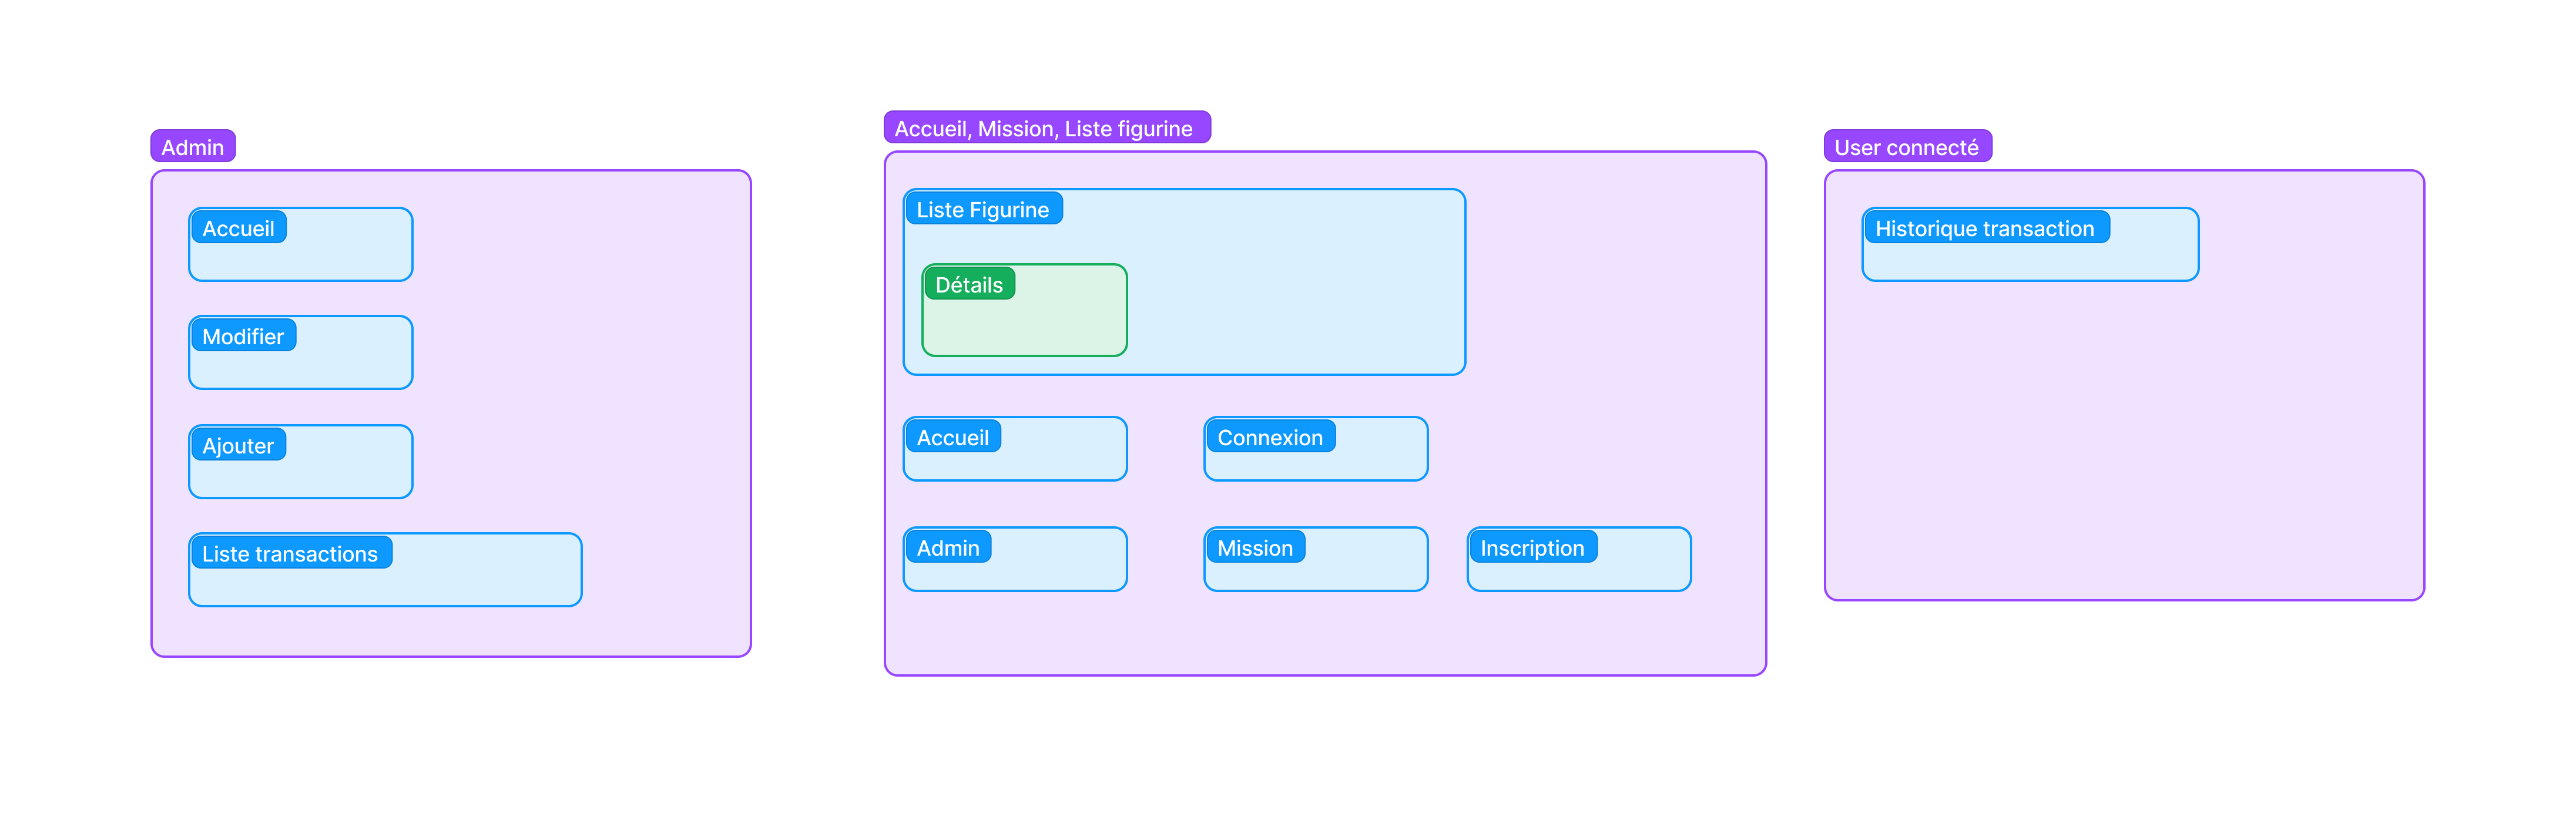 Admin
Accueil
Modifier
Ajouter
Liste transactions
Accueil, Mission, Liste figurine
Liste Figurine
Détails
Accueil
Connexion
Admin
Mission
Inscription
User connecté
Historique transaction